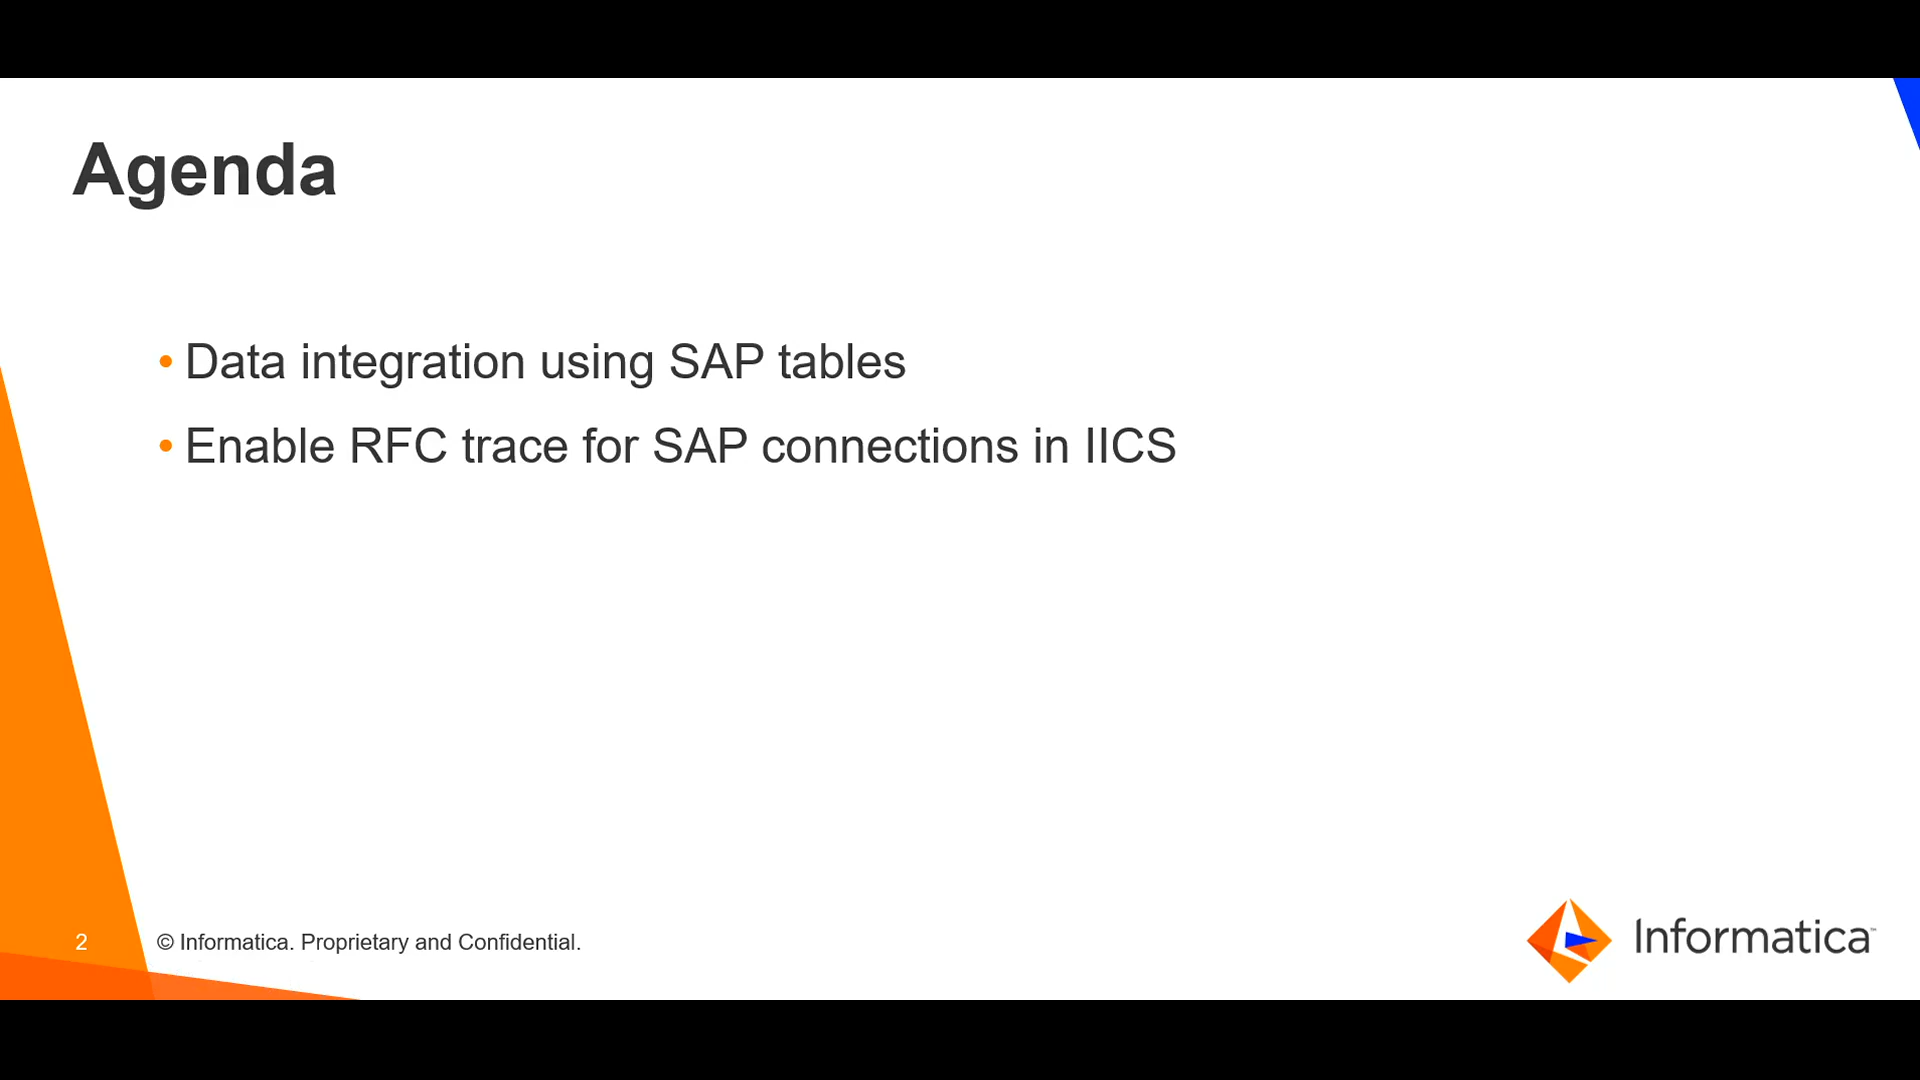 Agenda
• Data integration using SAP tables
• Enable RFC trace for SAP connections in IICS
2
© Informatica. Proprietary and Confidential.
Informatica™